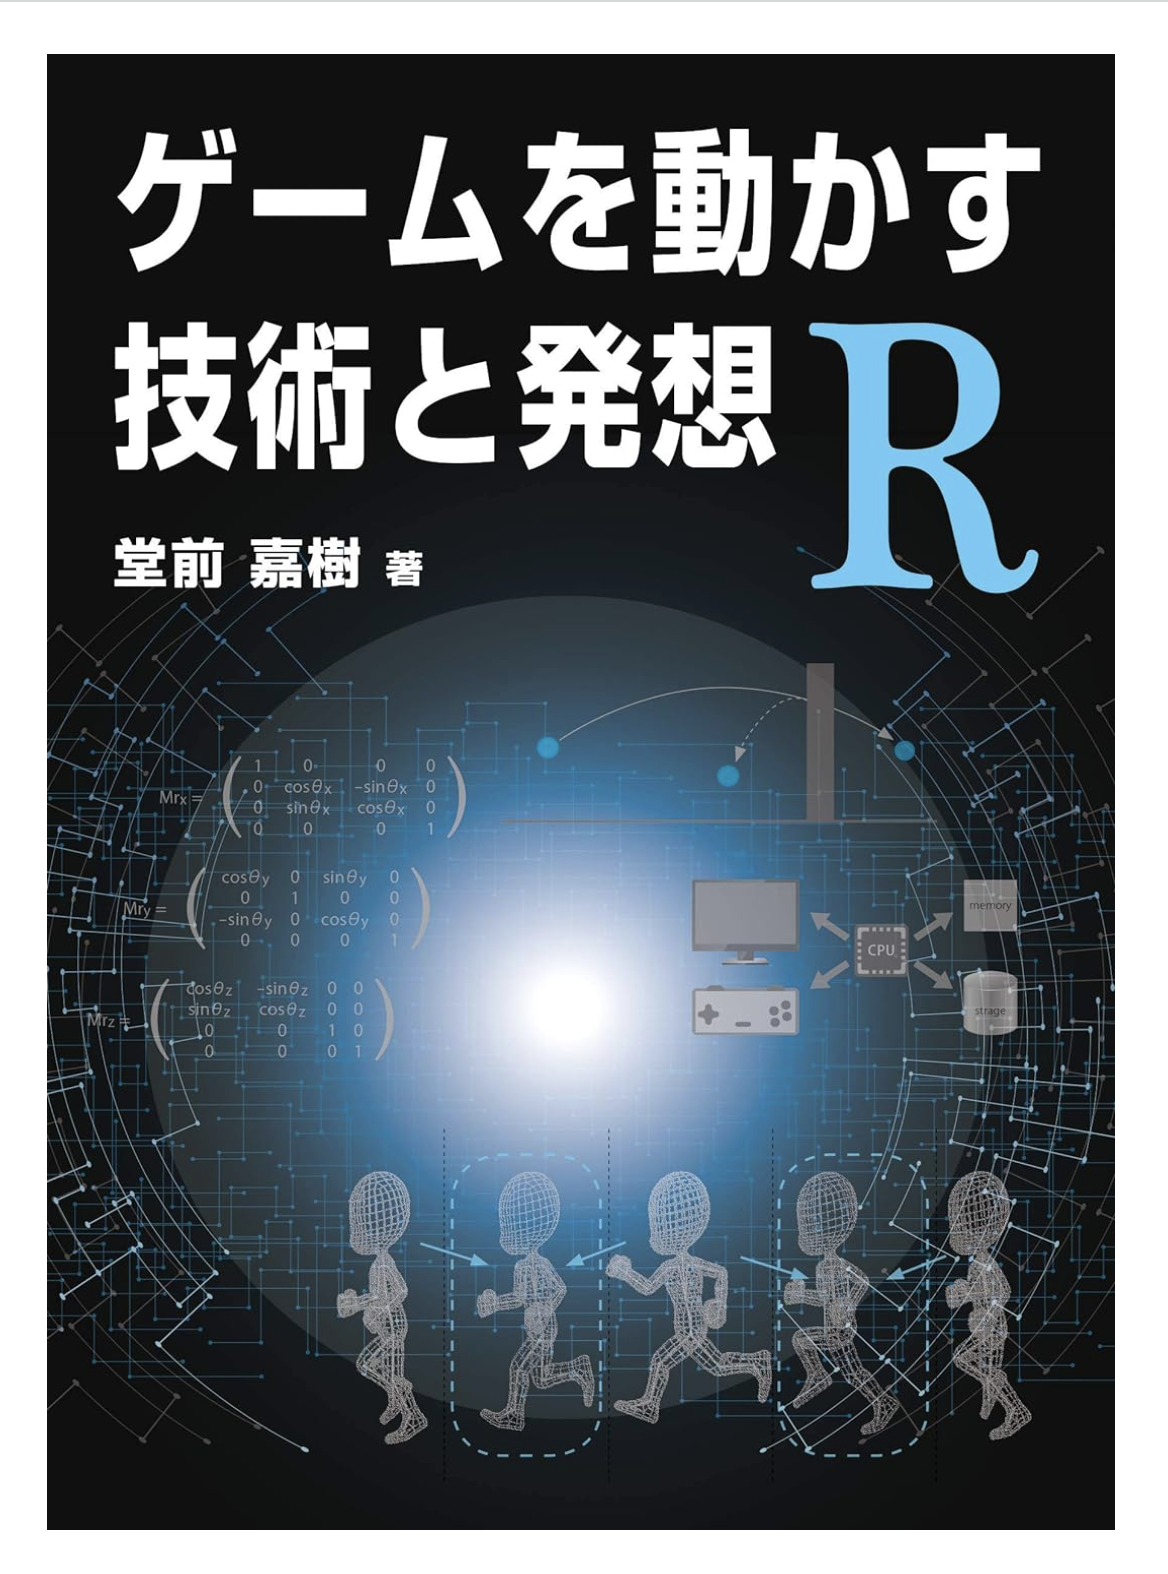 ゲームを動かす
技術と発想 R
堂前 嘉樹 著
Mrx =
1 0 0 0
0 cosθx -sinθx 0
0 sinθx cosθx 0
0 0 0 1
Mry =
cosθy 0 sinθy 0
0 1 0 0
-sinθy 0 cosθy 0
0 0 0 1
Mrz =
cosθz -sinθz 0 0
sinθz cosθz 0 0
0 0 1 0
0 0 0 1
memory
CPU
strage